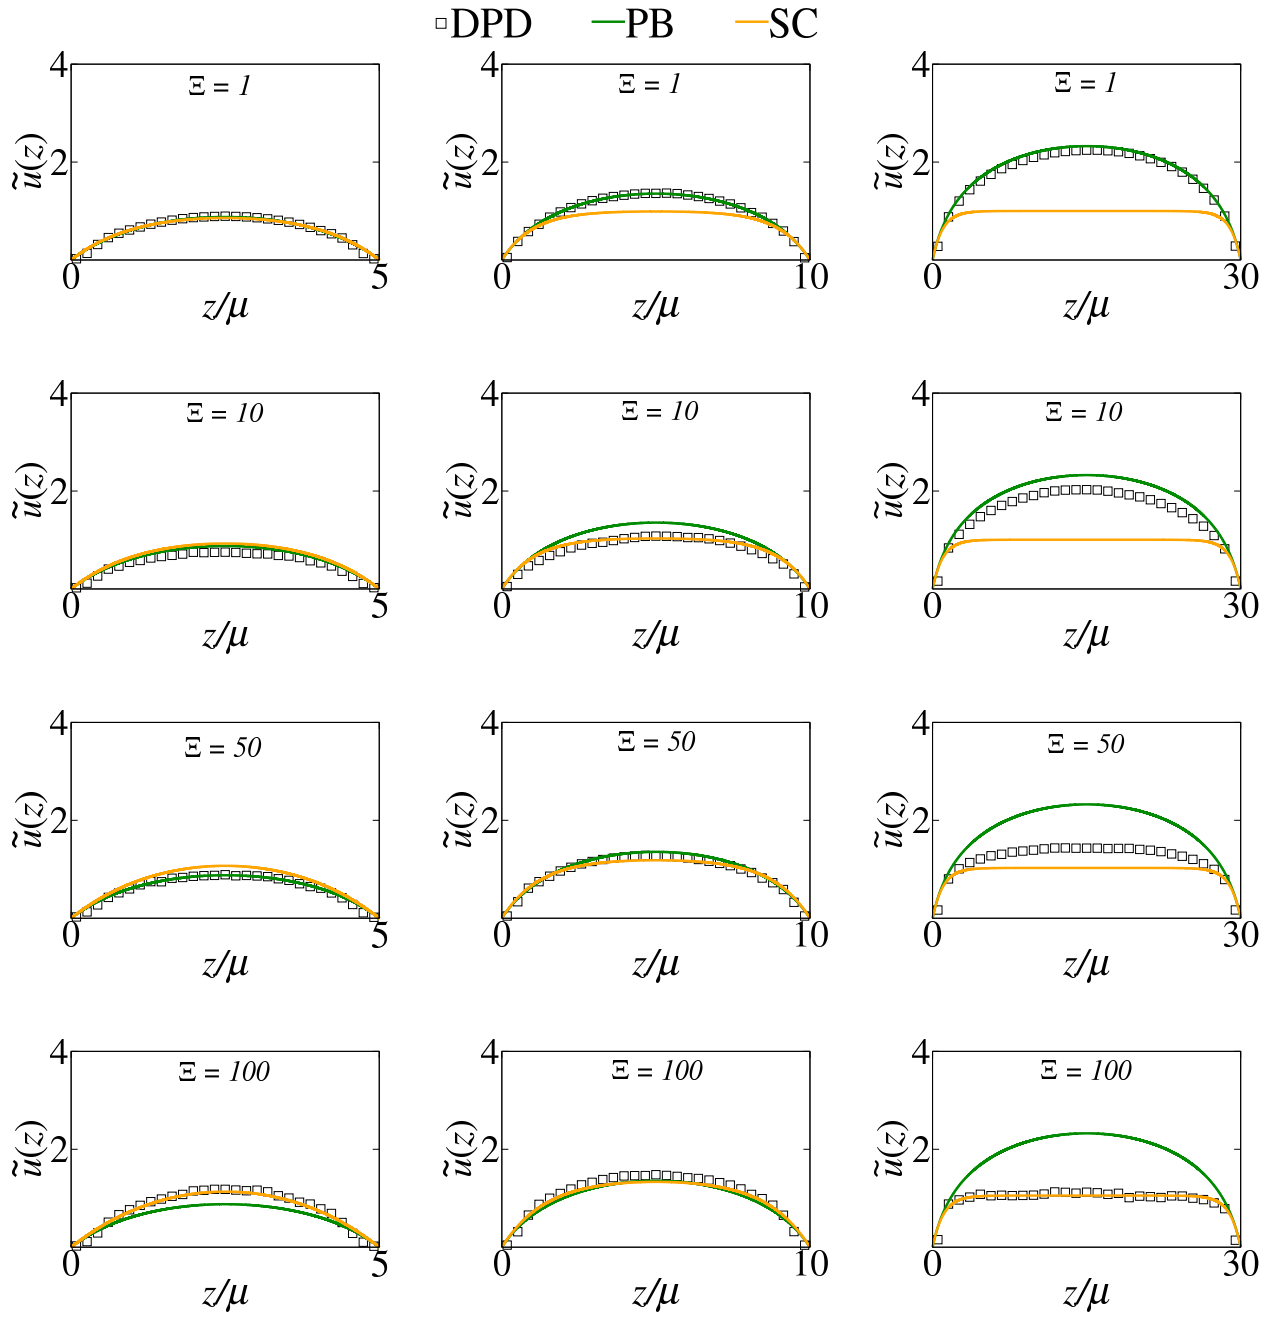 DPD PB SC
4 4 4
Ξ = 1 Ξ = 1 Ξ = 1
ũ(z) 2 ũ(z) 2 ũ(z) 2
0 5 0 10 0 30
z/μ z/μ z/μ
4 4 4
Ξ = 10 Ξ = 10 Ξ = 10
ũ(z) 2 ũ(z) 2 ũ(z) 2
0 5 0 10 0 30
z/μ z/μ z/μ
4 4 4
Ξ = 50 Ξ = 50 Ξ = 50
ũ(z) 2 ũ(z) 2 ũ(z) 2
0 5 0 10 0 30
z/μ z/μ z/μ
4 4 4
Ξ = 100 Ξ = 100 Ξ = 100
ũ(z) 2 ũ(z) 2 ũ(z) 2
0 5 0 10 0 30
z/μ z/μ z/μ